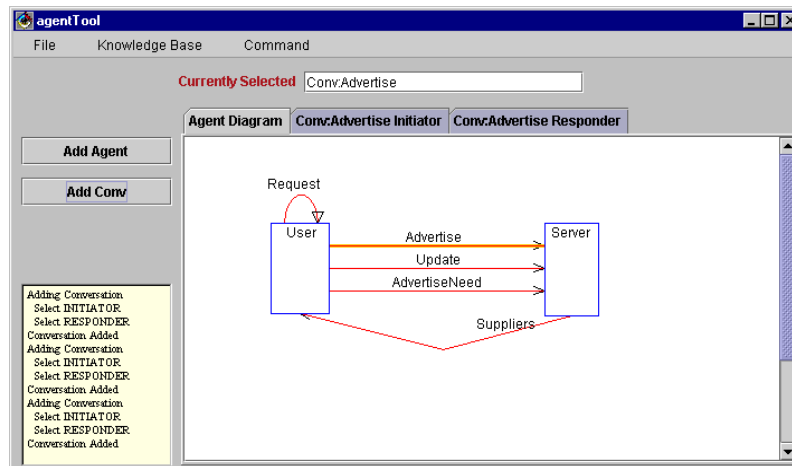 agentTool
File Knowledge Base Command
Currently Selected Conv:Advertise
Agent Diagram Conv:Advertise Initiator Conv:Advertise Responder
Add Agent
Add Conv
Request
User
Server
Advertise
Update
AdvertiseNeed
Suppliers
Adding Conversation
Select INITIATOR
Select RESPONDER
Conversation Added
Adding Conversation
Select INITIATOR
Select RESPONDER
Conversation Added
Adding Conversation
Select INITIATOR
Select RESPONDER
Conversation Added